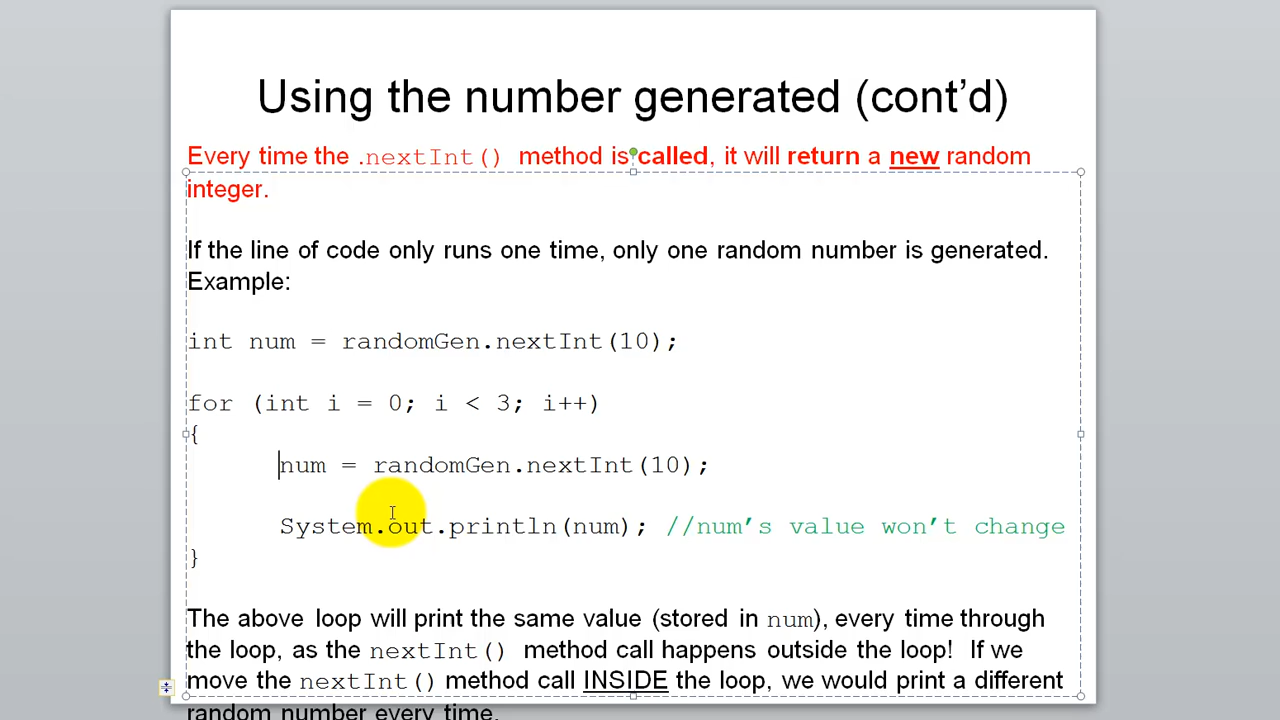 Using the number generated (cont’d)
Every time the .nextInt() method is called, it will return a new random
integer.
If the line of code only runs one time, only one random number is generated.
Example:
int num = randomGen.nextInt(10);
for (int i = 0; i < 3; i++)
{
num = randomGen.nextInt(10);
System.out.println(num); //num’s value won’t change
}
The above loop will print the same value (stored in num), every time through
the loop, as the nextInt() method call happens outside the loop! If we
move the nextInt() method call INSIDE the loop, we would print a different
random number every time.